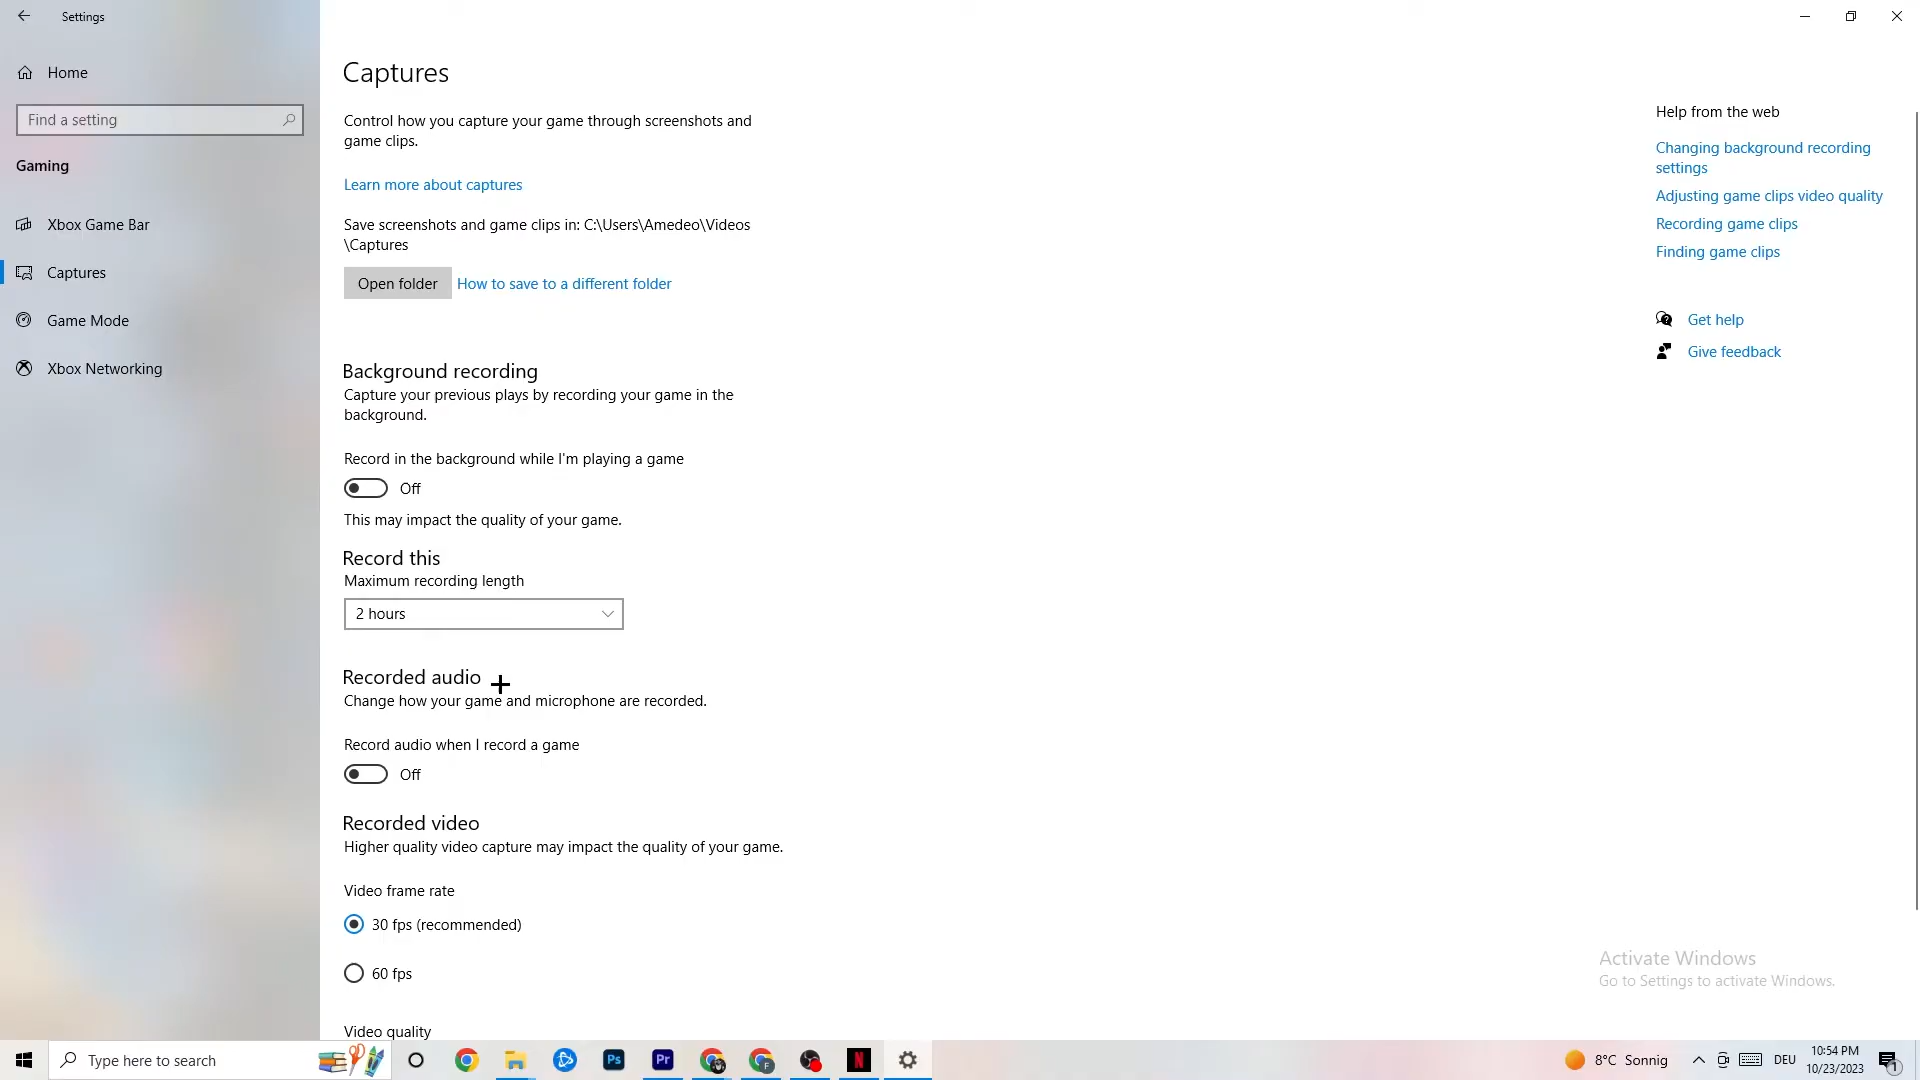 Settings
Home
Find a setting
Gaming
Xbox Game Bar
Captures
Game Mode
Xbox Networking
Captures
Control how you capture your game through screenshots and
game clips.
Learn more about captures
Save screenshots and game clips in: C:\Users\Amedeo\Videos
\Captures
Open folder
How to save to a different folder
Background recording
Capture your previous plays by recording your game in the
background.
Record in the background while I'm playing a game
Off
This may impact the quality of your game.
Record this
Maximum recording length
2 hours
Recorded audio
Change how your game and microphone are recorded.
Record audio when I record a game
Off
Recorded video
Higher quality video capture may impact the quality of your game.
Video frame rate
30 fps (recommended)
60 fps
Video quality
Help from the web
Changing background recording
settings
Adjusting game clips video quality
Recording game clips
Finding game clips
Get help
Give feedback
Activate Windows
Go to Settings to activate Windows.
Type here to search
Ps
Pr
F
N
8°C Sonnig
DEU
10:54 PM
10/23/2023
1